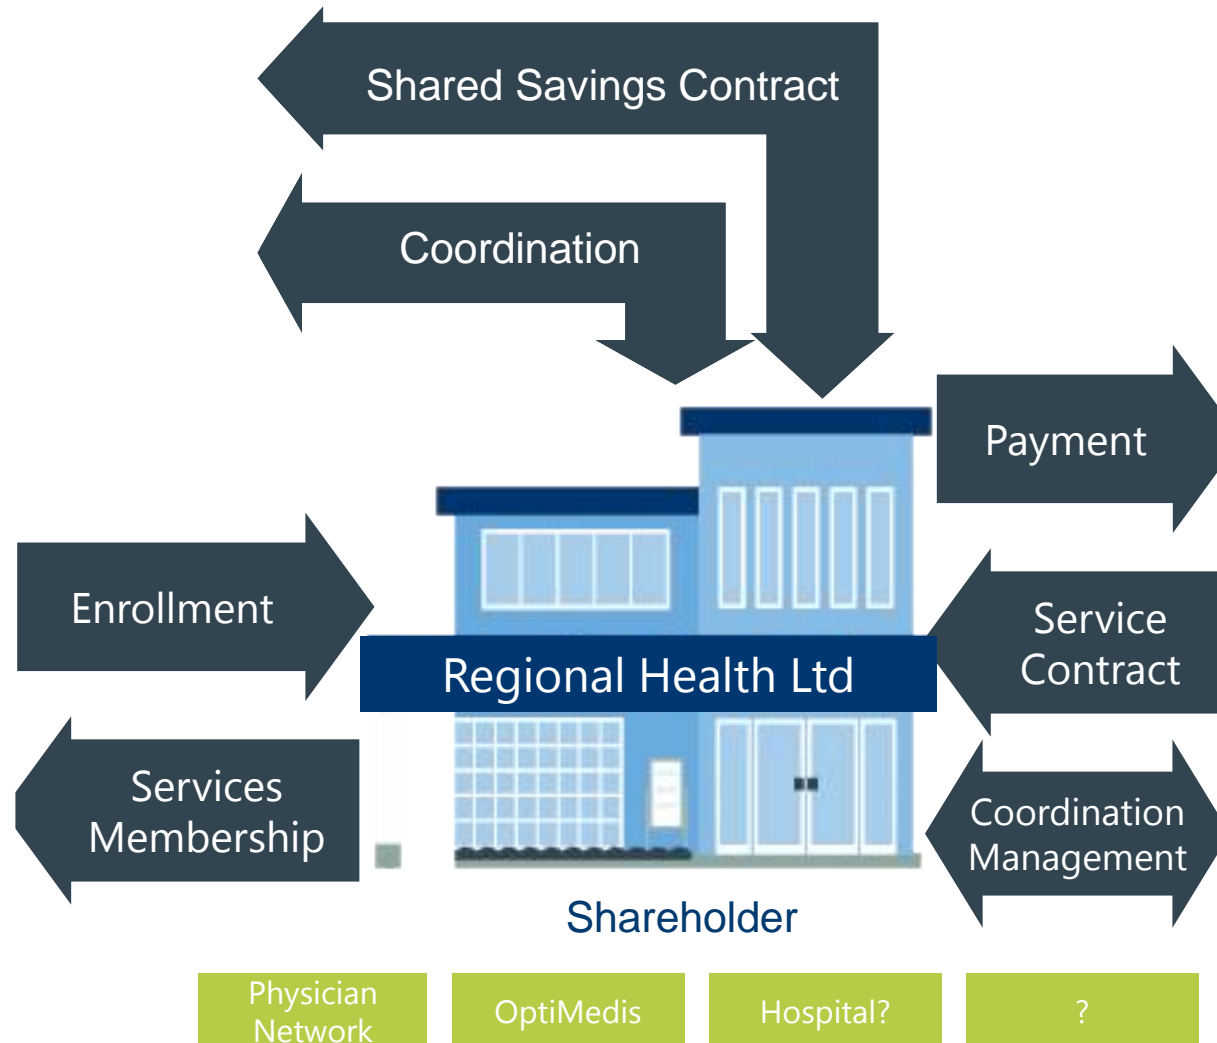 Shared Savings Contract
Coordination
Payment
Enrollment
Service
Contract
Regional Health Ltd
Services
Membership
Coordination
Management
Shareholder
Physician
Network
OptiMedis
Hospital?
?